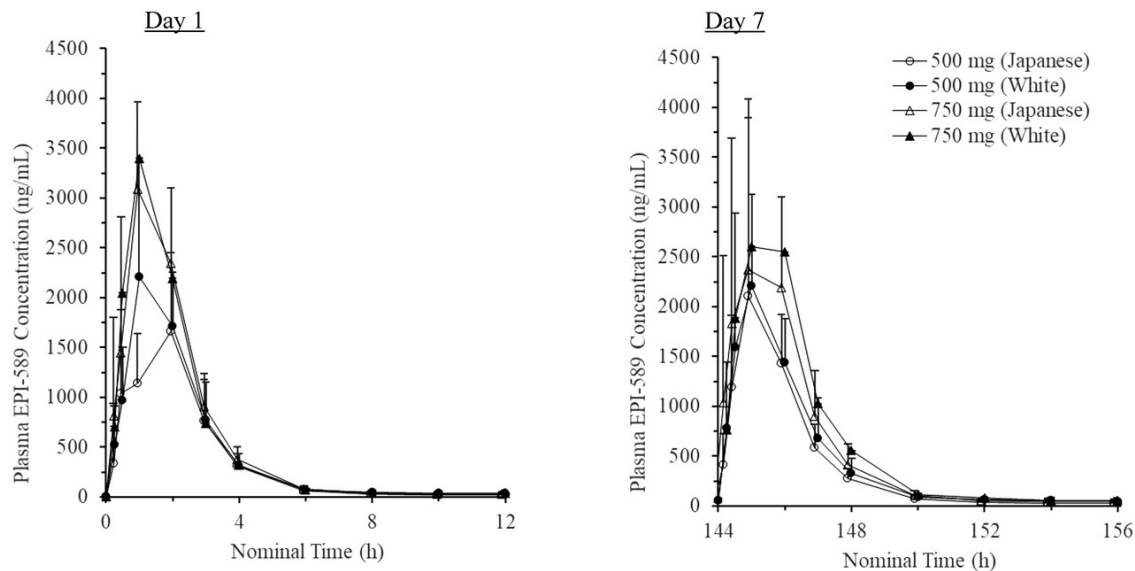 Day 1
4500
4000
3500
3000
2500
2000
1500
1000
500
0
Plasma EPI-589 Concentration (ng/mL)
0 4 8 12
Nominal Time (h)
Day 7
4500
4000
3500
3000
2500
2000
1500
1000
500
0
Plasma EPI-589 Concentration (ng/mL)
500 mg (Japanese)
500 mg (White)
750 mg (Japanese)
750 mg (White)
144 148 152 156
Nominal Time (h)